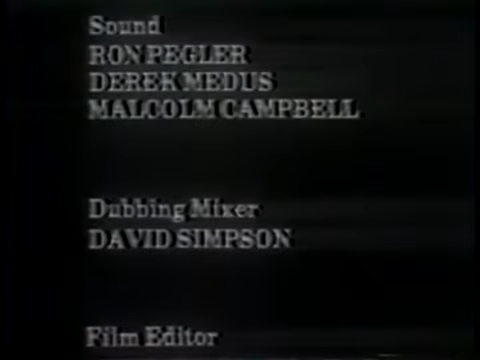 Sound
RON PEGLER
DEREK MEDUS
MALCOLM CAMPBELL
Dubbing Mixer
DAVID SIMPSON
Film Editor